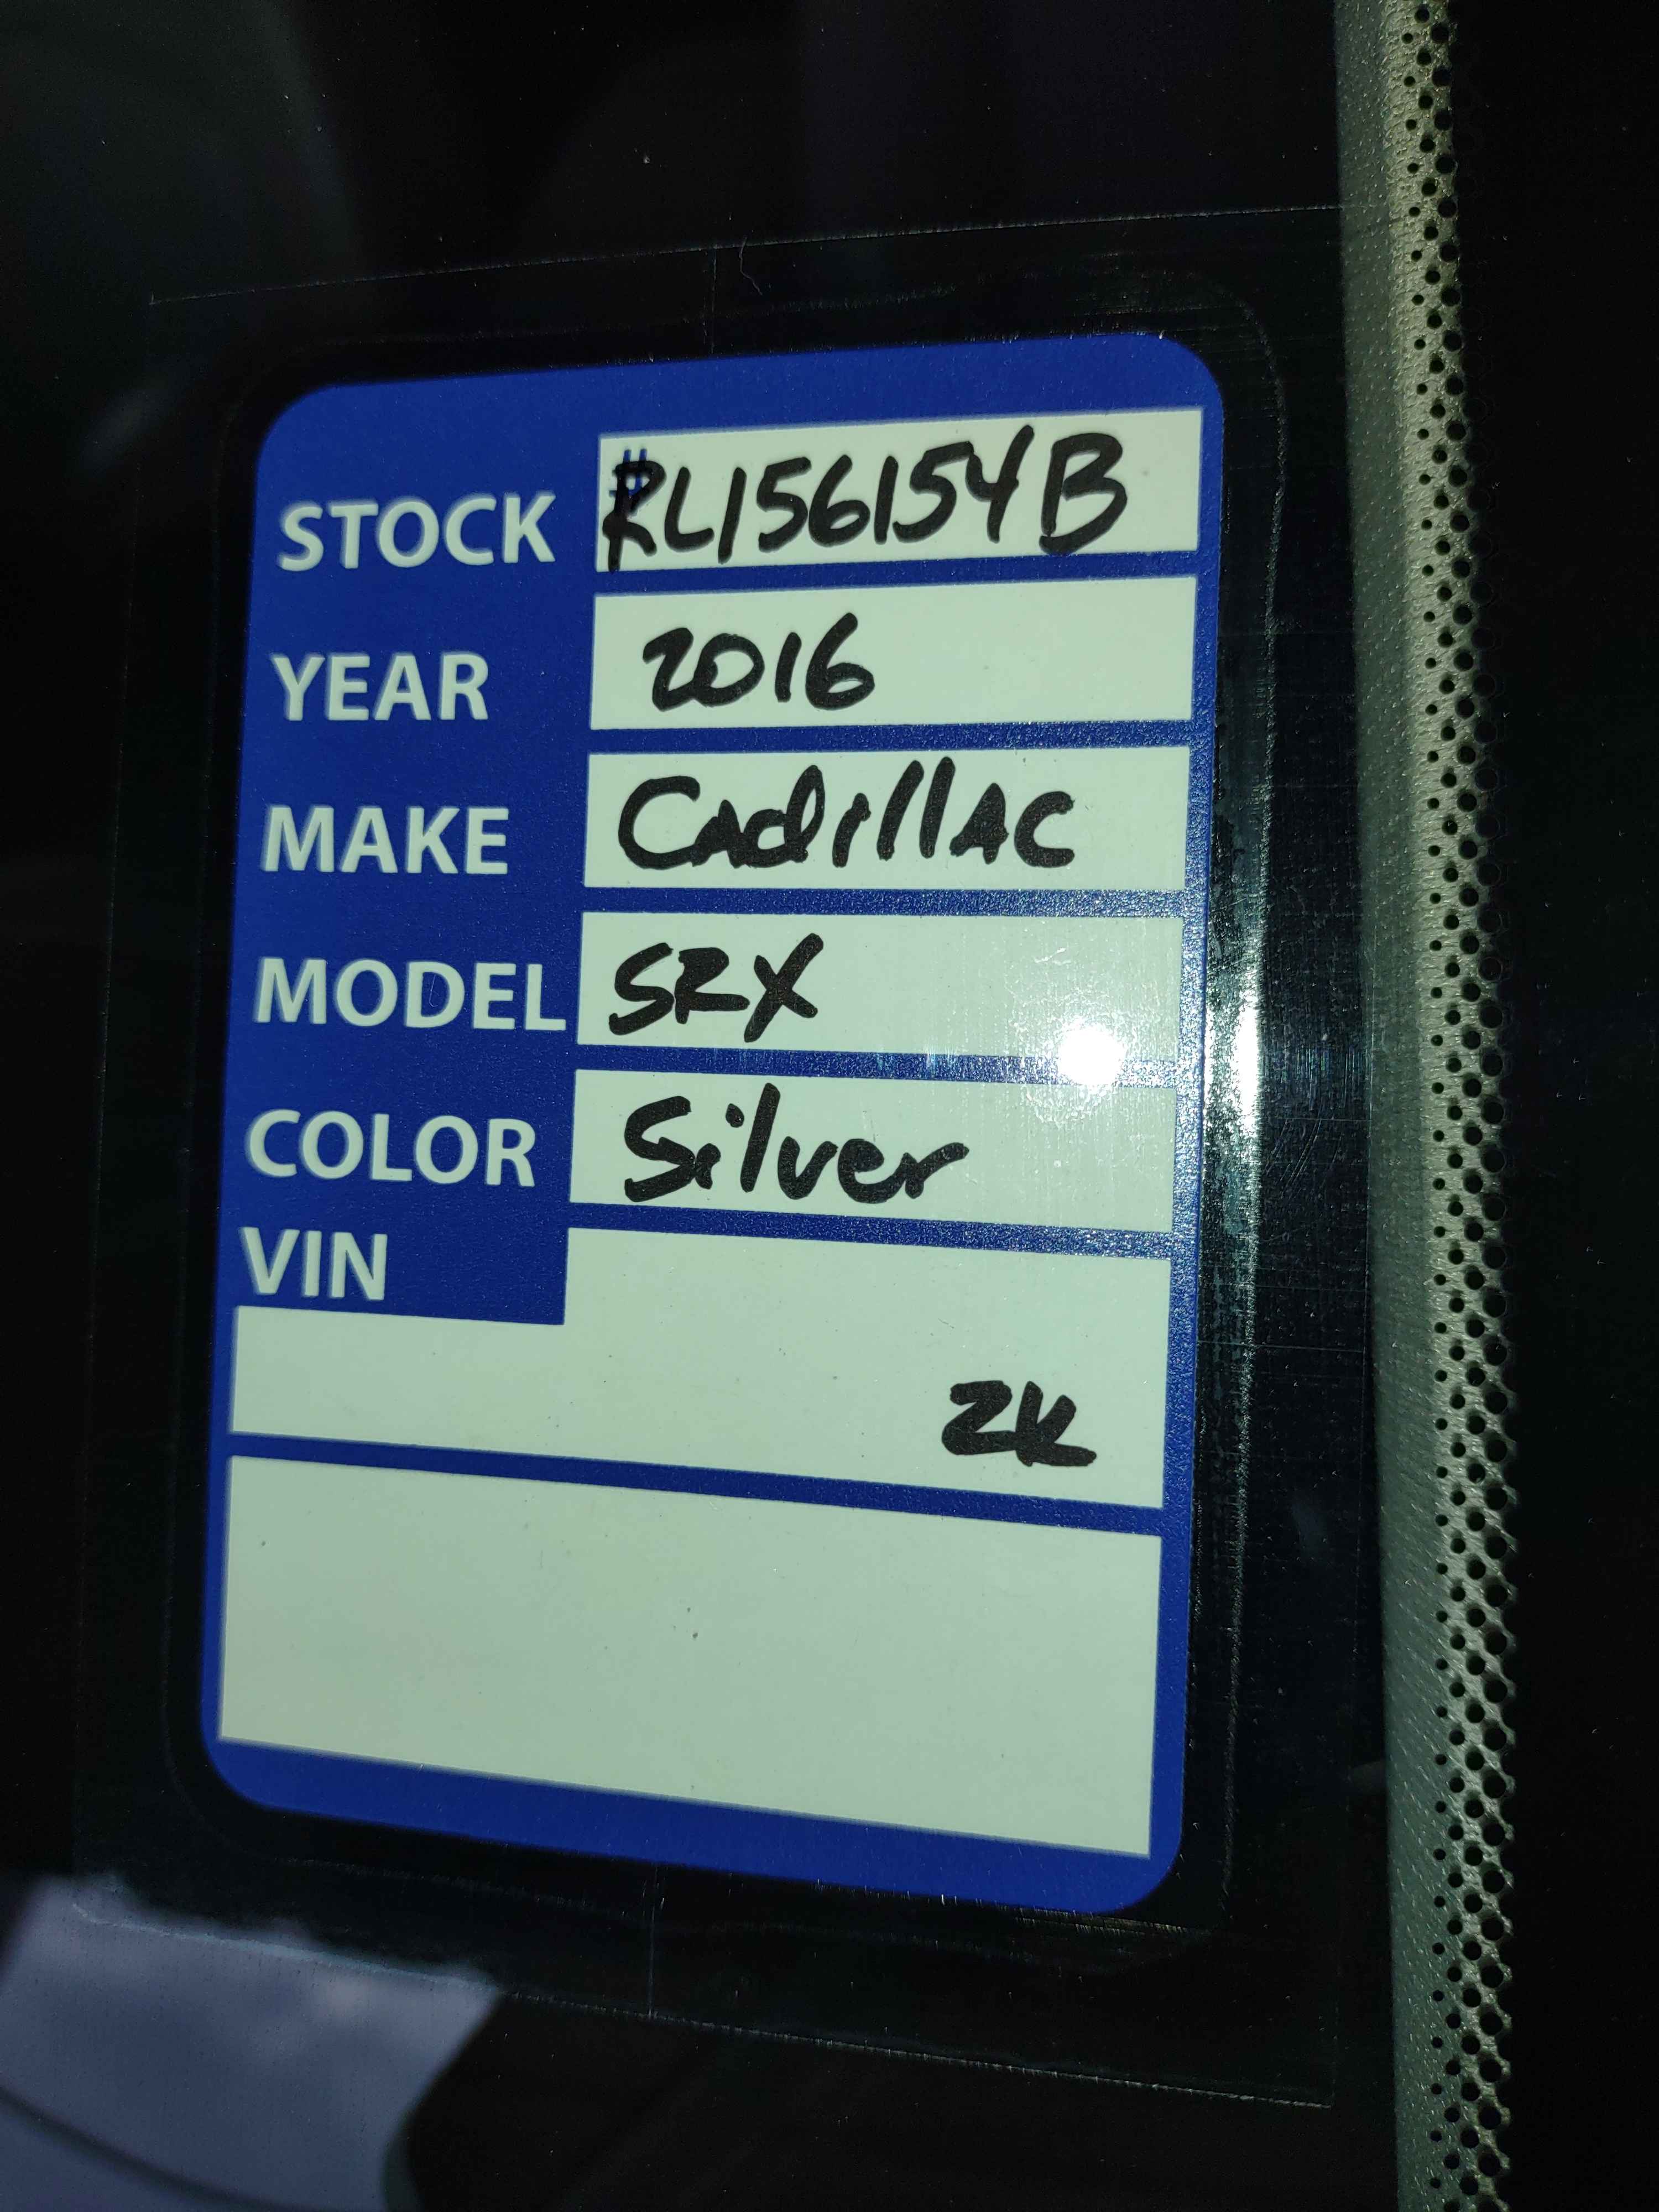 STOCK #RL156154B
YEAR 2016
MAKE CadillAC
MODEL SRX
COLOR Silver
VIN
2K